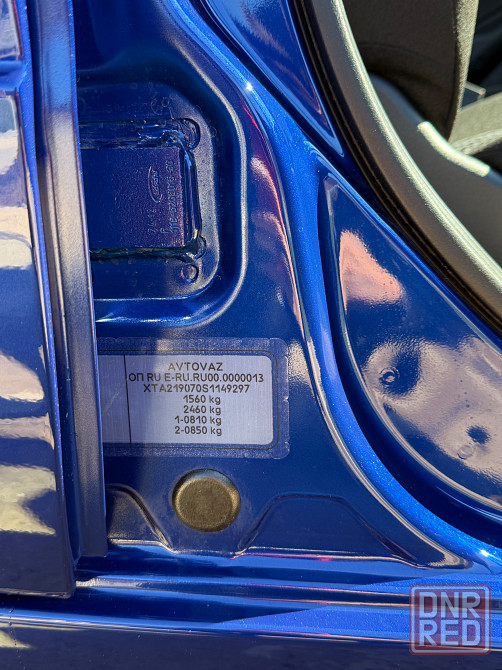 AVTOVAZ
ОП RU E-RU.RU00.0000013
XTA219070S1149297
1560 kg
2460 kg
1-0810 kg
2-0850 kg
DNR
RED